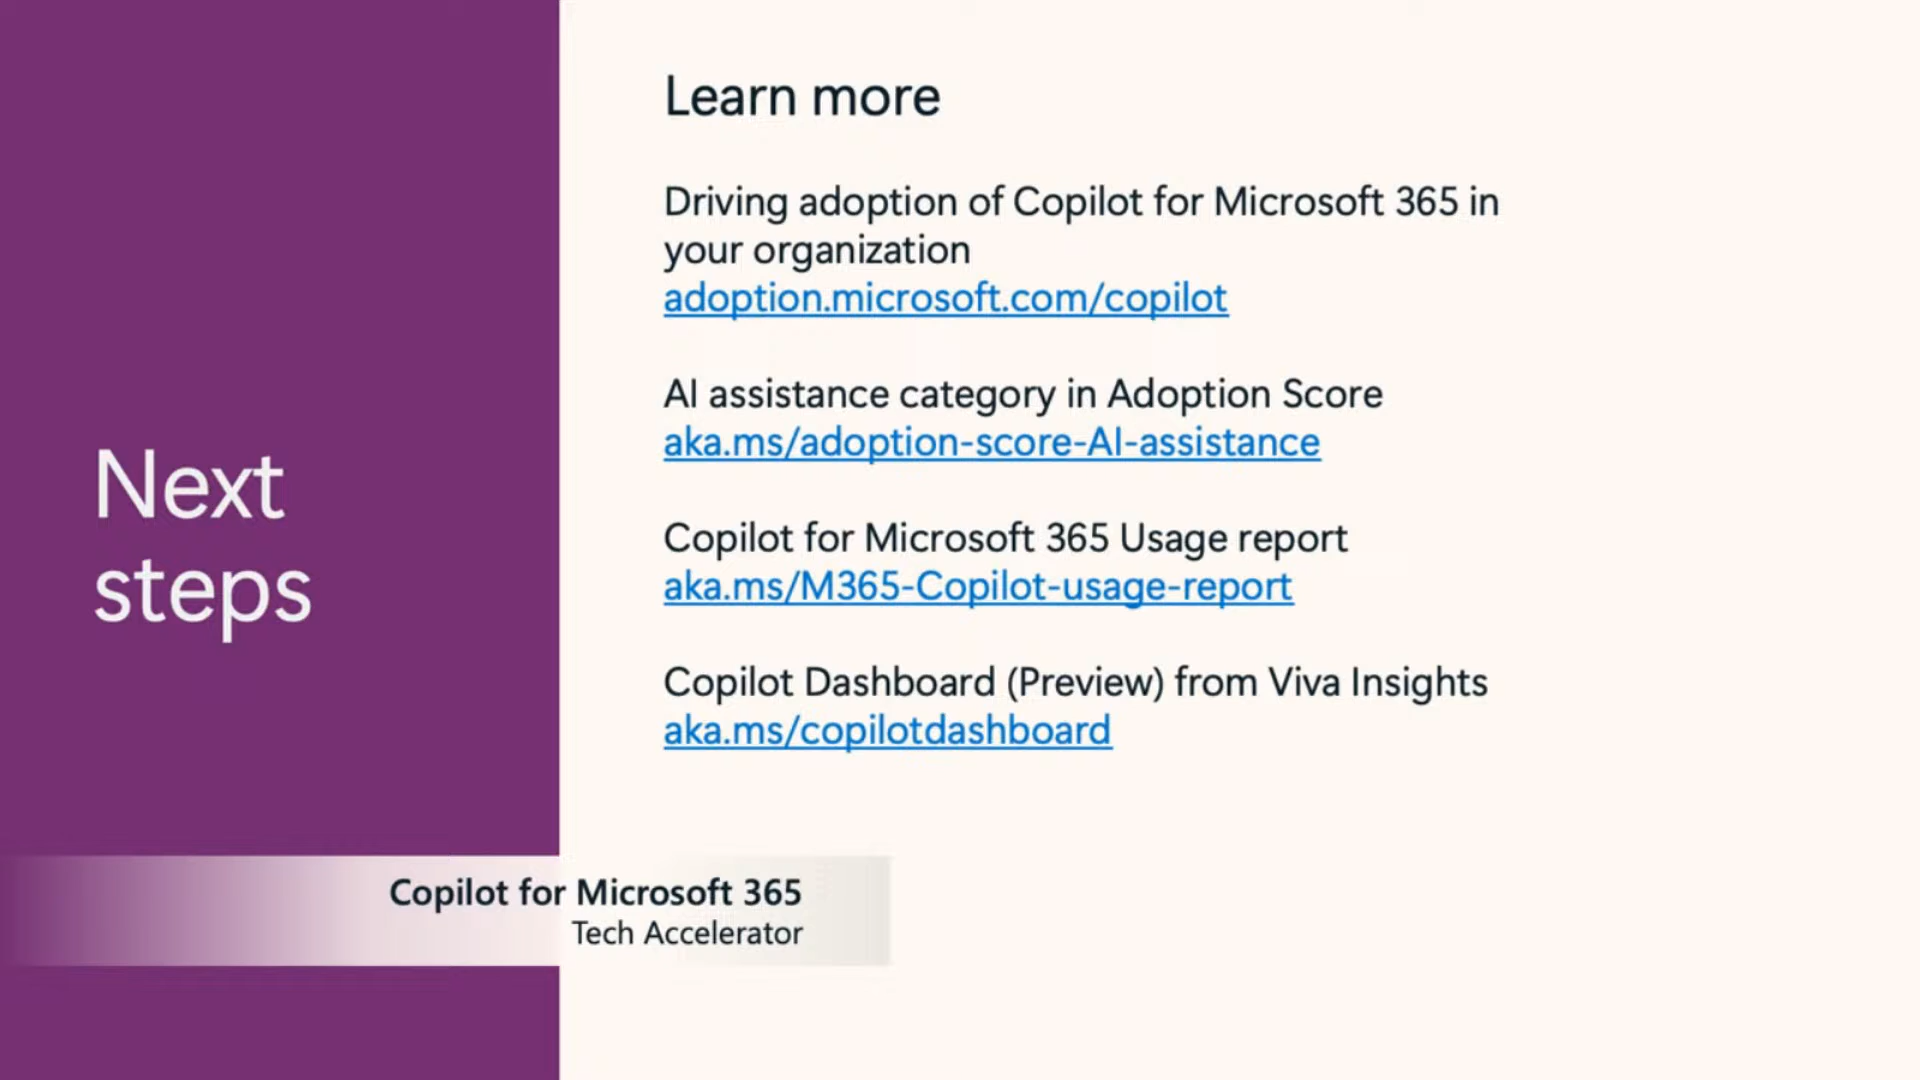 Next
steps
Learn more
Driving adoption of Copilot for Microsoft 365 in
your organization
adoption.microsoft.com/copilot
AI assistance category in Adoption Score
aka.ms/adoption-score-AI-assistance
Copilot for Microsoft 365 Usage report
aka.ms/M365-Copilot-usage-report
Copilot Dashboard (Preview) from Viva Insights
aka.ms/copilotdashboard
Copilot for Microsoft 365
Tech Accelerator